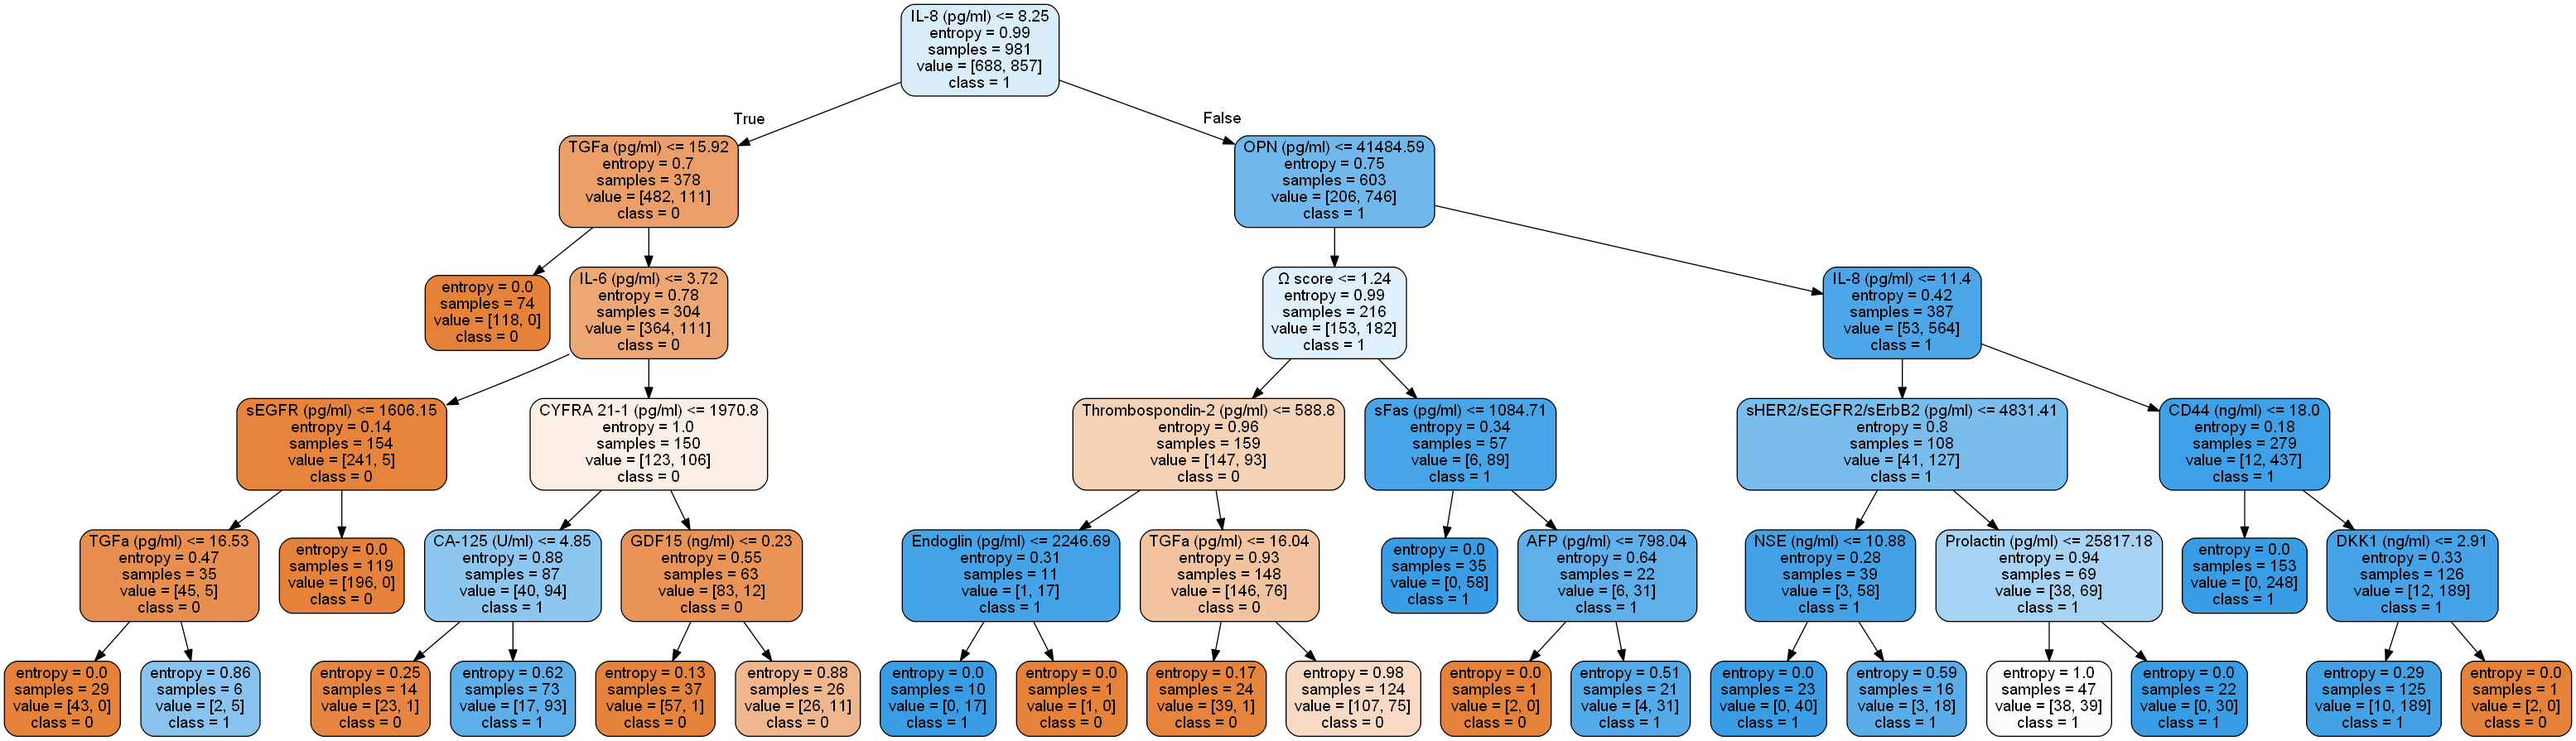 IL-8 (pg/ml) <= 8.25
entropy = 0.99
samples = 981
value = [688, 857]
class = 1
True
False
TGFa (pg/ml) <= 15.92
entropy = 0.7
samples = 378
value = [482, 111]
class = 0
OPN (pg/ml) <= 41484.59
entropy = 0.75
samples = 603
value = [206, 746]
class = 1
entropy = 0.0
samples = 74
value = [118, 0]
class = 0
IL-6 (pg/ml) <= 3.72
entropy = 0.78
samples = 304
value = [364, 111]
class = 0
Ω score <= 1.24
entropy = 0.99
samples = 216
value = [153, 182]
class = 1
IL-8 (pg/ml) <= 11.4
entropy = 0.42
samples = 387
value = [53, 564]
class = 1
sEGFR (pg/ml) <= 1606.15
entropy = 0.14
samples = 154
value = [241, 5]
class = 0
CYFRA 21-1 (pg/ml) <= 1970.8
entropy = 1.0
samples = 150
value = [123, 106]
class = 0
Thrombospondin-2 (pg/ml) <= 588.8
entropy = 0.96
samples = 159
value = [147, 93]
class = 0
sFas (pg/ml) <= 1084.71
entropy = 0.34
samples = 57
value = [6, 89]
class = 1
sHER2/sEGFR2/sErbB2 (pg/ml) <= 4831.41
entropy = 0.8
samples = 108
value = [41, 127]
class = 1
CD44 (ng/ml) <= 18.0
entropy = 0.18
samples = 279
value = [12, 437]
class = 1
TGFa (pg/ml) <= 16.53
entropy = 0.47
samples = 35
value = [45, 5]
class = 0
entropy = 0.0
samples = 119
value = [196, 0]
class = 0
CA-125 (U/ml) <= 4.85
entropy = 0.88
samples = 87
value = [40, 94]
class = 1
GDF15 (ng/ml) <= 0.23
entropy = 0.55
samples = 63
value = [83, 12]
class = 0
Endoglin (pg/ml) <= 2246.69
entropy = 0.31
samples = 11
value = [1, 17]
class = 1
TGFa (pg/ml) <= 16.04
entropy = 0.93
samples = 148
value = [146, 76]
class = 0
entropy = 0.0
samples = 35
value = [0, 58]
class = 1
AFP (pg/ml) <= 798.04
entropy = 0.64
samples = 22
value = [6, 31]
class = 1
NSE (ng/ml) <= 10.88
entropy = 0.28
samples = 39
value = [3, 58]
class = 1
Prolactin (pg/ml) <= 25817.18
entropy = 0.94
samples = 69
value = [38, 69]
class = 1
entropy = 0.0
samples = 153
value = [0, 248]
class = 1
DKK1 (ng/ml) <= 2.91
entropy = 0.33
samples = 126
value = [12, 189]
class = 1
entropy = 0.0
samples = 29
value = [43, 0]
class = 0
entropy = 0.86
samples = 6
value = [2, 5]
class = 1
entropy = 0.25
samples = 14
value = [23, 1]
class = 0
entropy = 0.62
samples = 73
value = [17, 93]
class = 1
entropy = 0.13
samples = 37
value = [57, 1]
class = 0
entropy = 0.88
samples = 26
value = [26, 11]
class = 0
entropy = 0.0
samples = 10
value = [0, 17]
class = 1
entropy = 0.0
samples = 1
value = [1, 0]
class = 0
entropy = 0.17
samples = 24
value = [39, 1]
class = 0
entropy = 0.98
samples = 124
value = [107, 75]
class = 0
entropy = 0.0
samples = 1
value = [2, 0]
class = 0
entropy = 0.51
samples = 21
value = [4, 31]
class = 1
entropy = 0.0
samples = 23
value = [0, 40]
class = 1
entropy = 0.59
samples = 16
value = [3, 18]
class = 1
entropy = 1.0
samples = 47
value = [38, 39]
class = 1
entropy = 0.0
samples = 22
value = [0, 30]
class = 1
entropy = 0.29
samples = 125
value = [10, 189]
class = 1
entropy = 0.0
samples = 1
value = [2, 0]
class = 0